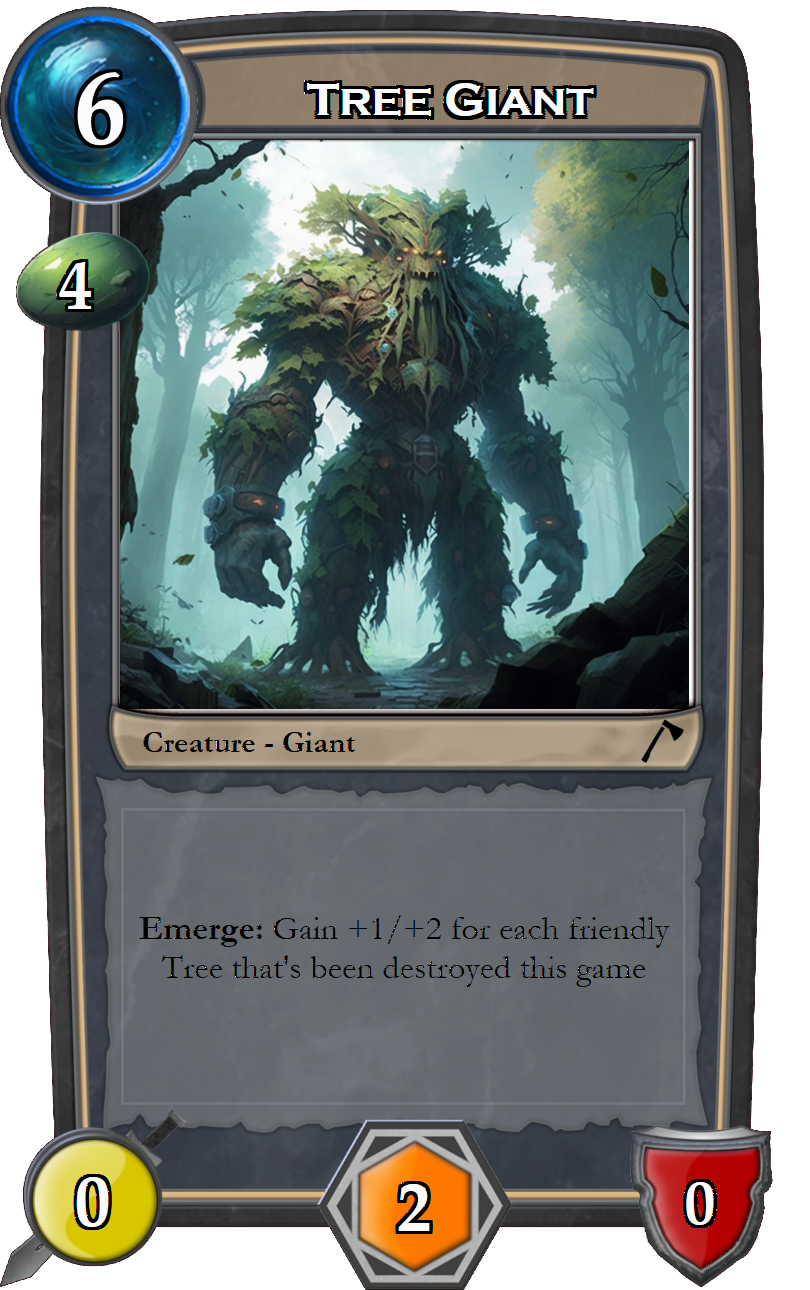 6
Tree Giant
4
Creature - Giant
Emerge: Gain +1/+2 for each friendly
Tree that's been destroyed this game
0
2
0